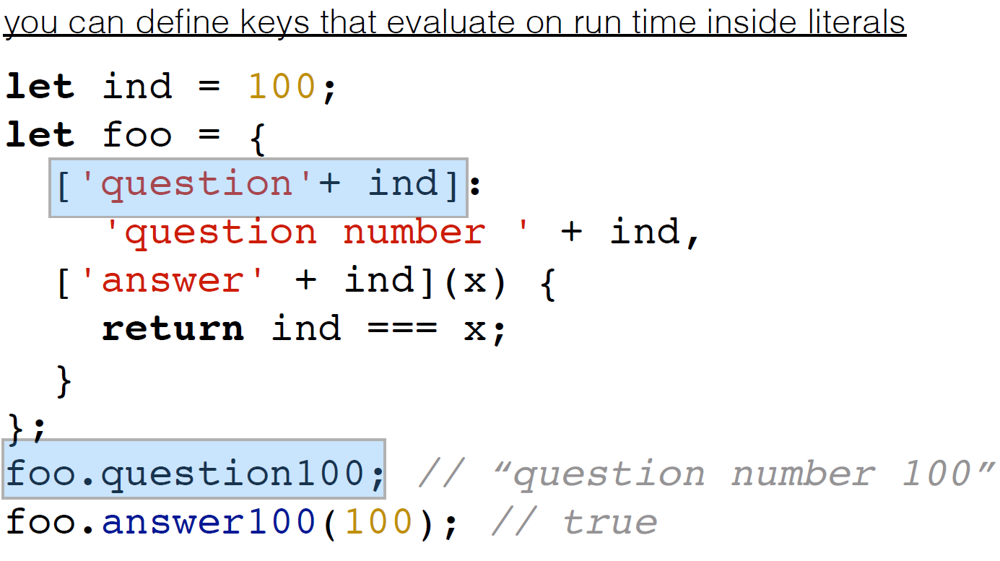 you can define keys that evaluate on run time inside literals
let ind = 100;
let foo = {
  ['question'+ ind]:
    'question number ' + ind,
  ['answer' + ind](x) {
    return ind === x;
  }
};
foo.question100; // “question number 100”
foo.answer100(100); // true